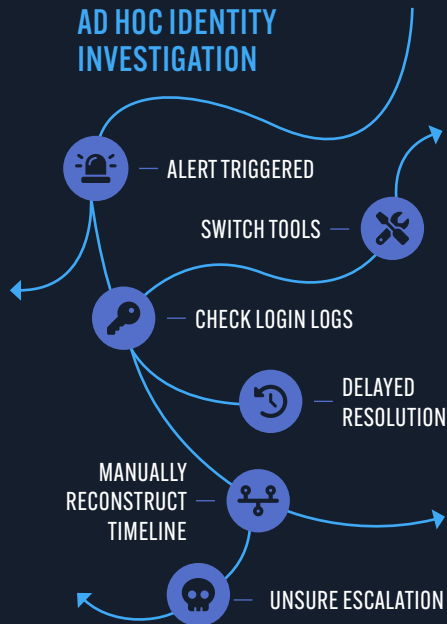 AD HOC IDENTITY
INVESTIGATION
ALERT TRIGGERED
SWITCH TOOLS
CHECK LOGIN LOGS
DELAYED
RESOLUTION
MANUALLY
RECONSTRUCT
TIMELINE
UNSURE ESCALATION